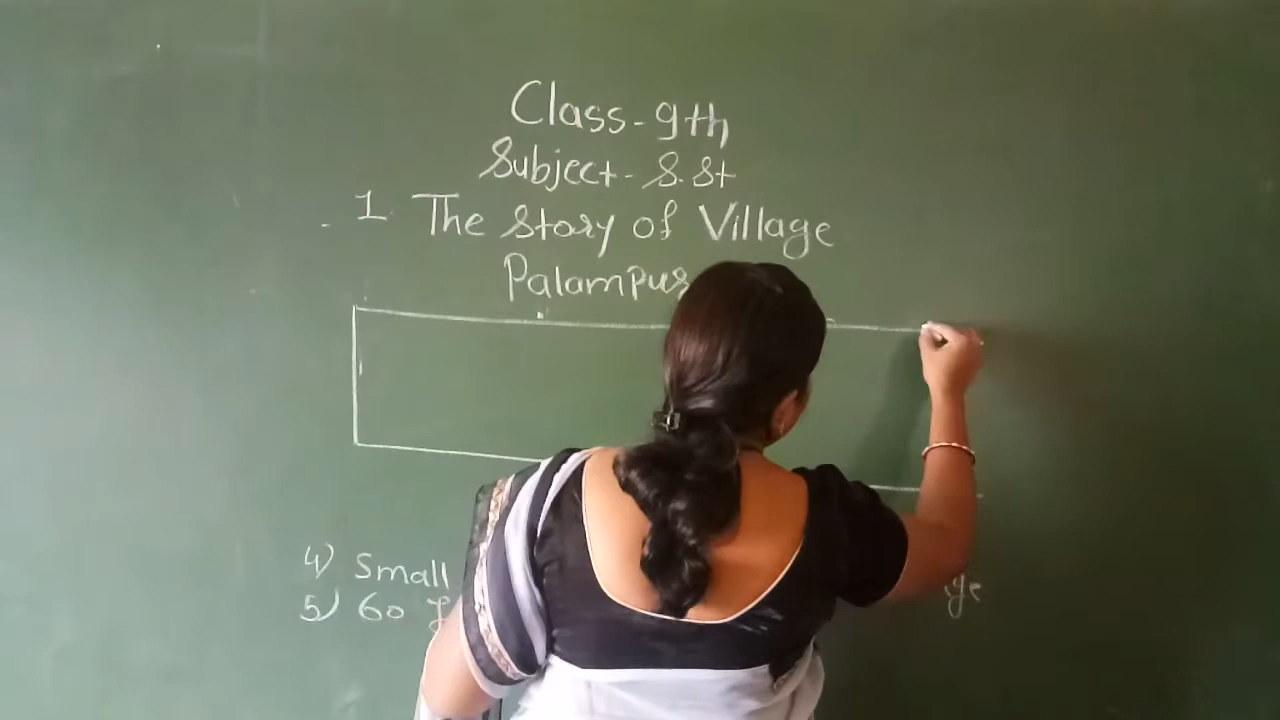 Class-9th
Subject-S.St
1. The Story of Village
Palampur
4) Small
5) 60